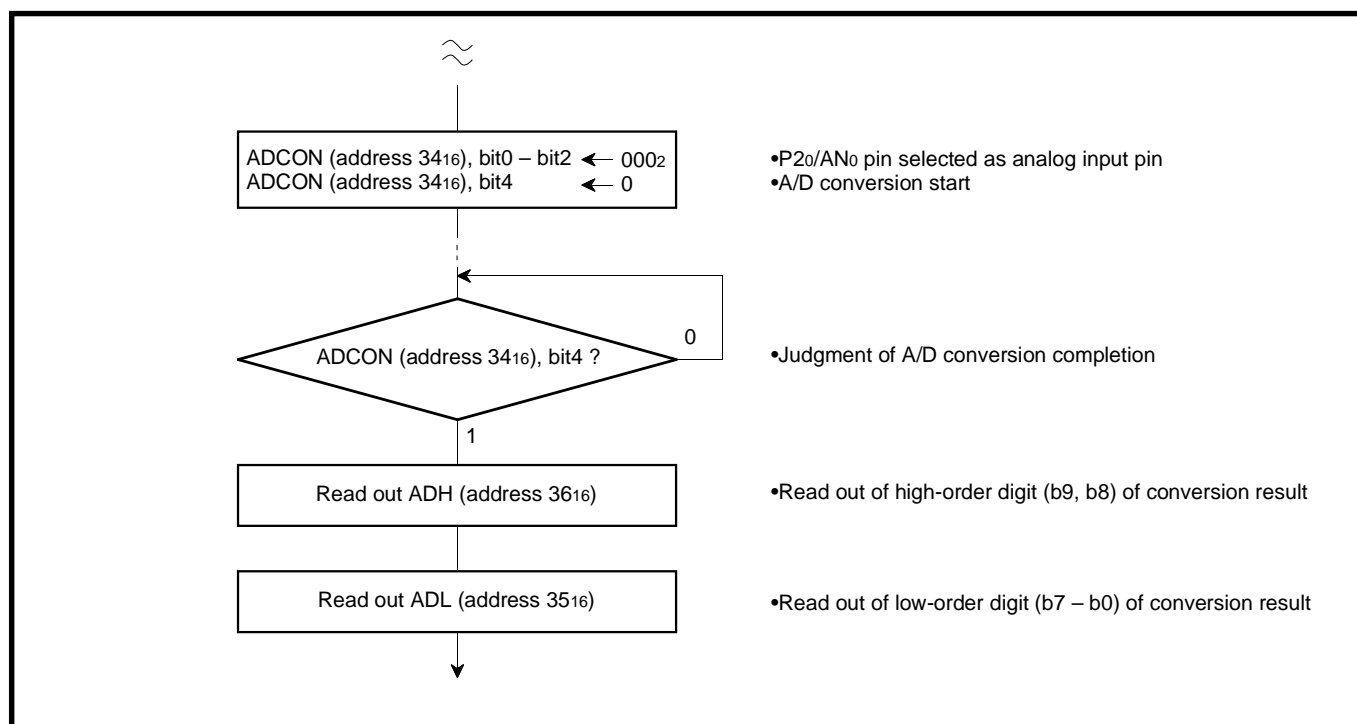 ADCON (address 34₁₆), bit0 – bit2 ← 000₂
ADCON (address 34₁₆), bit4 ← 0
•P2₀/AN₀ pin selected as analog input pin
•A/D conversion start
0
ADCON (address 34₁₆), bit4 ?
•Judgment of A/D conversion completion
1
Read out ADH (address 36₁₆)
•Read out of high-order digit (b9, b8) of conversion result
Read out ADL (address 35₁₆)
•Read out of low-order digit (b7 – b0) of conversion result